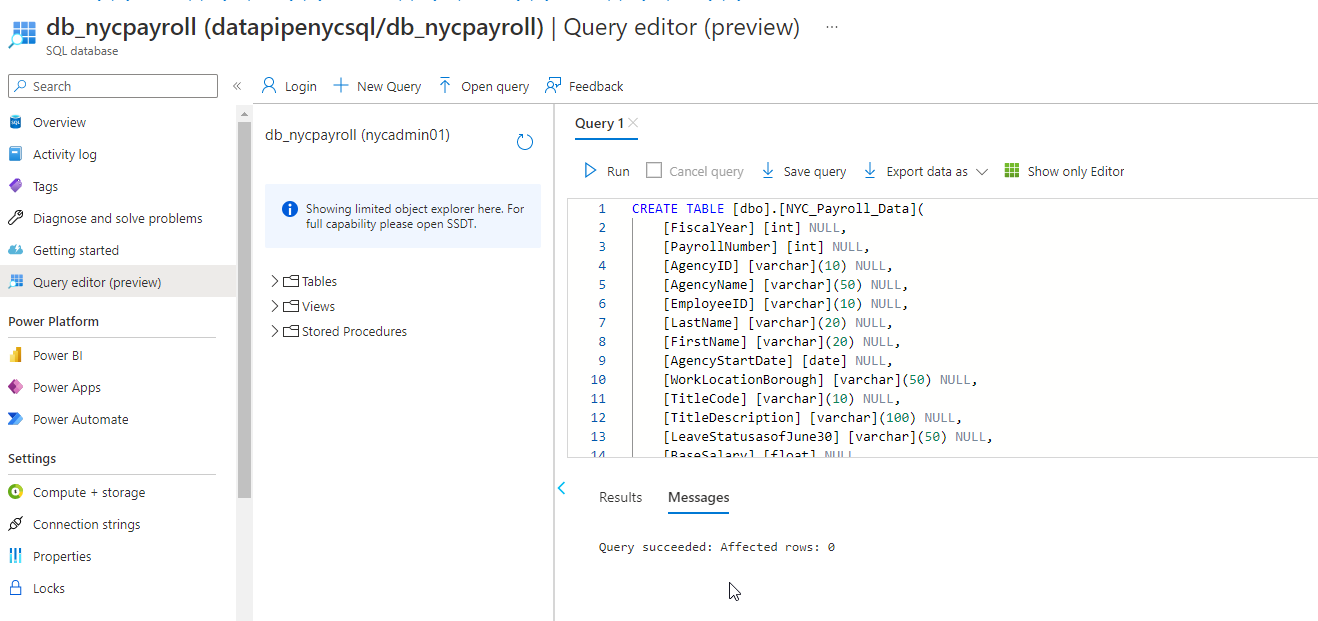 db_nycpayroll (datapipenycsql/db_nycpayroll) | Query editor (preview) ...
SQL database
Search
«
Login
New Query
Open query
Feedback
Overview
Activity log
Tags
Diagnose and solve problems
Getting started
Query editor (preview)
Power Platform
Power BI
Power Apps
Power Automate
Settings
Compute + storage
Connection strings
Properties
Locks
db_nycpayroll (nycadmin01)
Showing limited object explorer here. For
full capability please open SSDT.
Tables
Views
Stored Procedures
Query 1
Run
Cancel query
Save query
Export data as
Show only Editor
1 CREATE TABLE [dbo].[NYC_Payroll_Data](
2 [FiscalYear] [int] NULL,
3 [PayrollNumber] [int] NULL,
4 [AgencyID] [varchar](10) NULL,
5 [AgencyName] [varchar](50) NULL,
6 [EmployeeID] [varchar](10) NULL,
7 [LastName] [varchar](20) NULL,
8 [FirstName] [varchar](20) NULL,
9 [AgencyStartDate] [date] NULL,
10 [WorkLocationBorough] [varchar](50) NULL,
11 [TitleCode] [varchar](10) NULL,
12 [TitleDescription] [varchar](100) NULL,
13 [LeaveStatusasofJune30] [varchar](50) NULL,
14 [BaseSalary] [float] NULL
Results
Messages
Query succeeded: Affected rows: 0